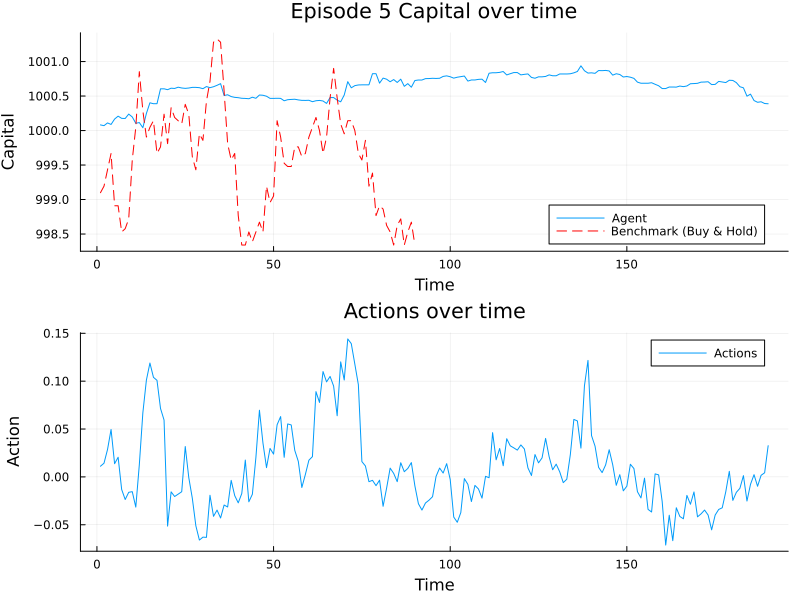 Episode 5 Capital over time
Capital
1001.0
1000.5
1000.0
999.5
999.0
998.5
Agent
Benchmark (Buy & Hold)
0
50
100
150
Time
Actions over time
Action
0.15
0.10
0.05
0.00
−0.05
Actions
0
50
100
150
Time